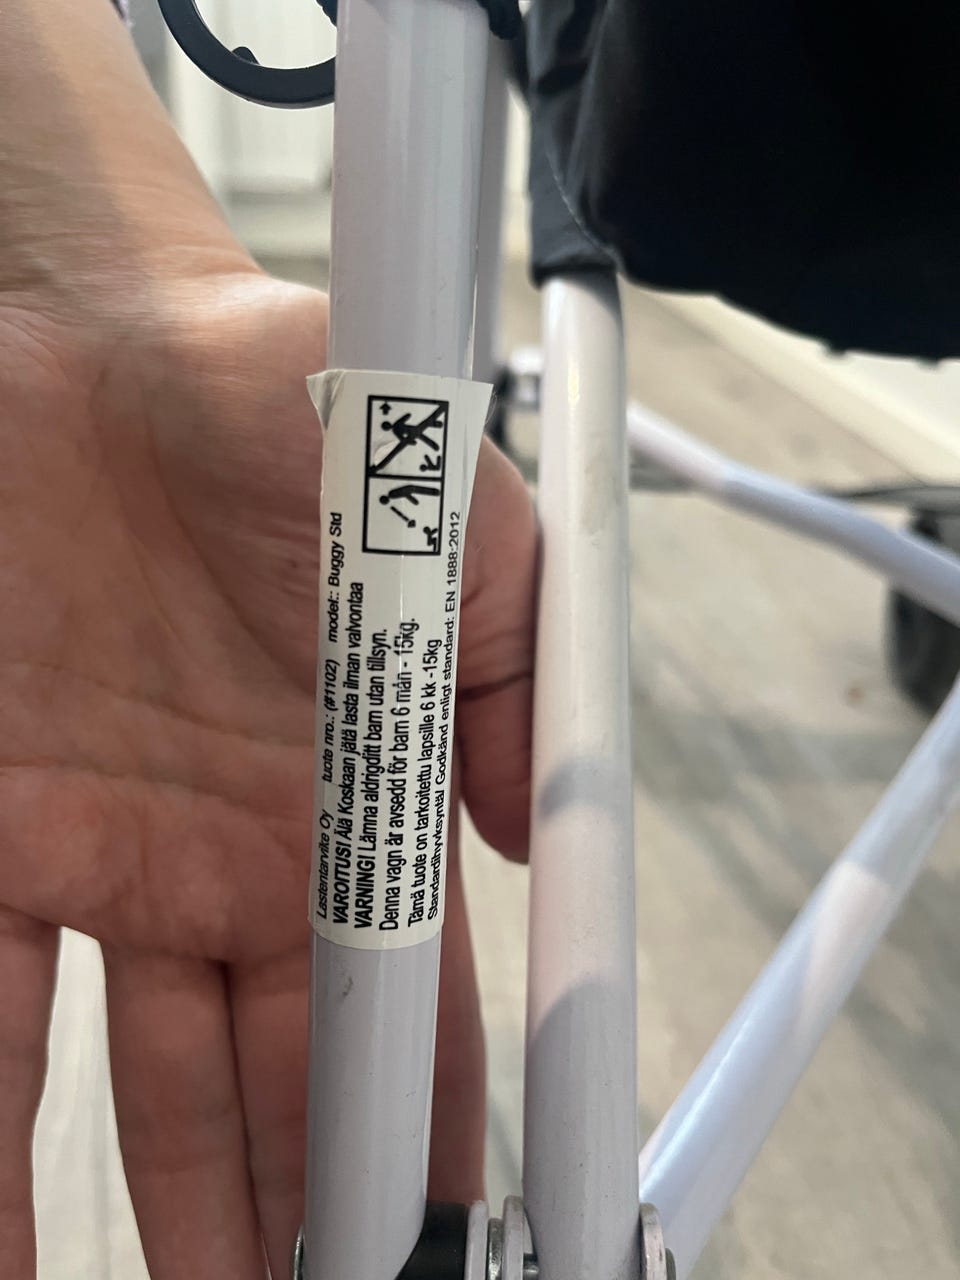 Lastentarvike Oy tuote nro.: (#1102) model:: Buggy Std
VAROITUS! Älä Koskaan jätä lasta ilman valvontaa
VARNING! Lämna aldrigditt barn utan tillsyn.
Denna vagn är avsedd för barn 6 mån - 15kg.
Tämä tuote on tarkoitettu lapsille 6 kk -15kg
Standardihyvksyntä/ Godkänd enligt standard: EN 1888:2012